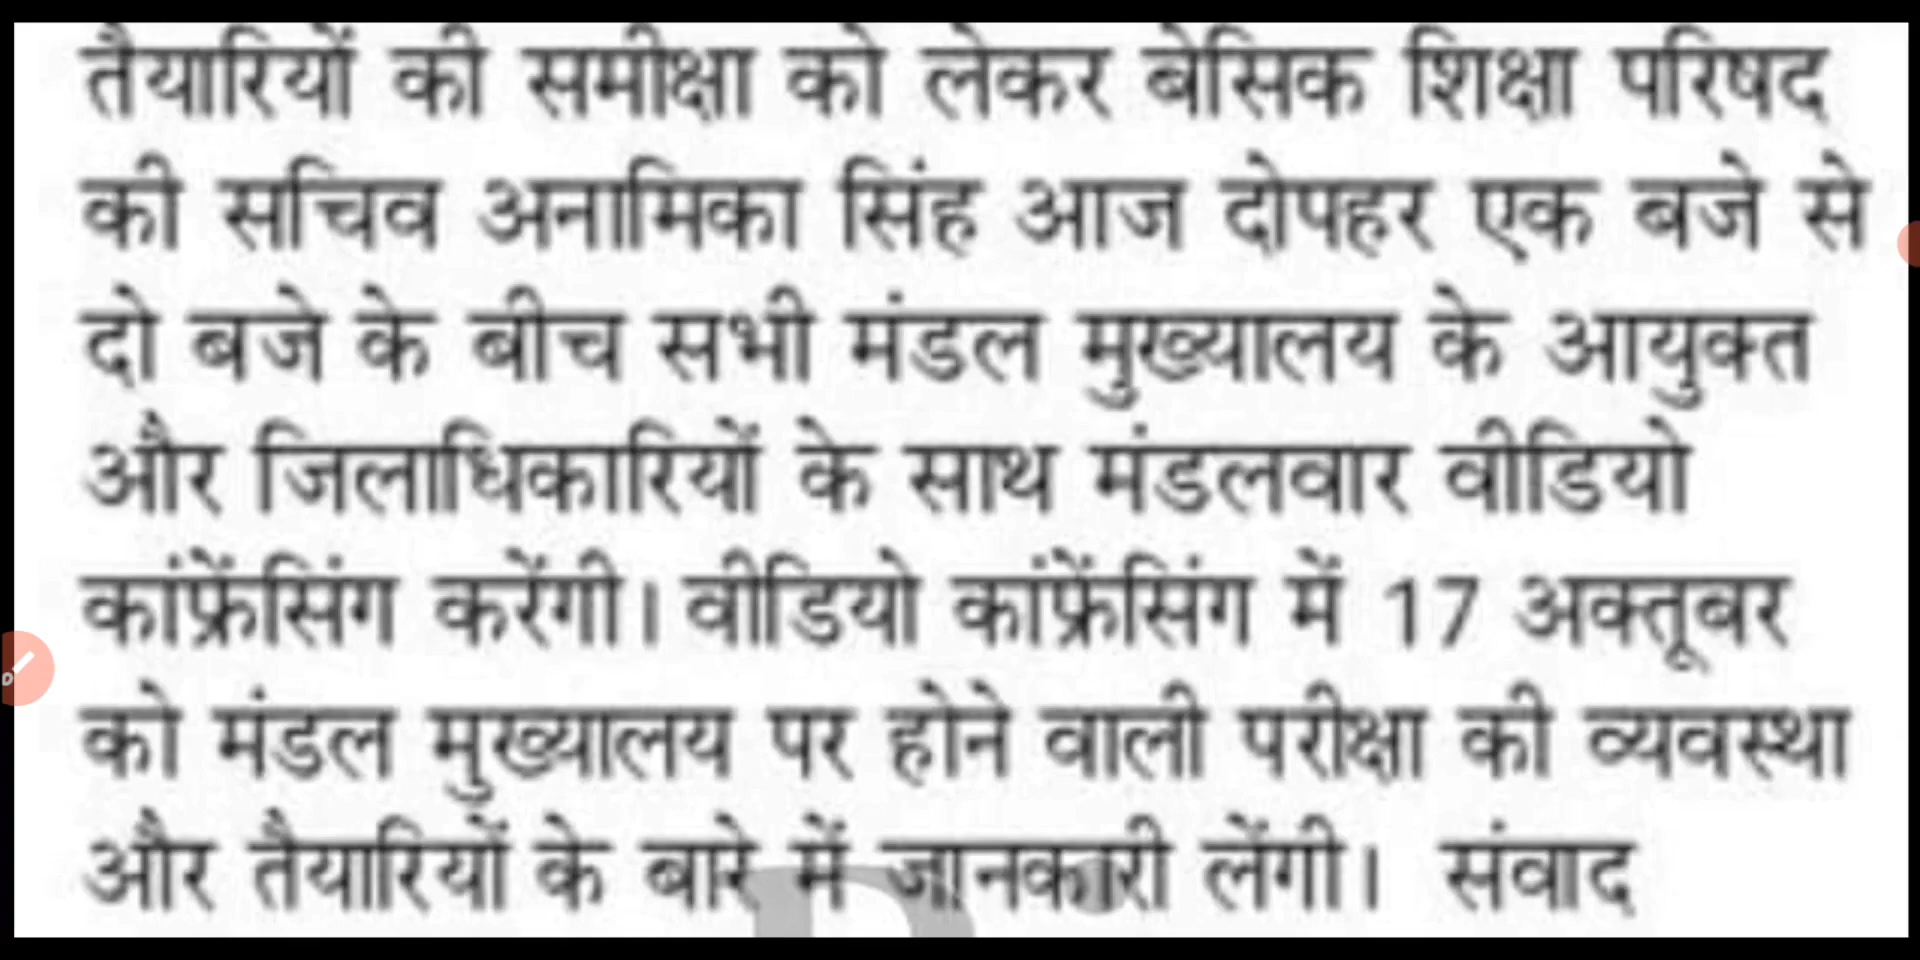 तैयारियों की समीक्षा को लेकर बेसिक शिक्षा परिषद
की सचिव अनामिका सिंह आज दोपहर एक बजे से
दो बजे के बीच सभी मंडल मुख्यालय के आयुक्त
और जिलाधिकारियों के साथ मंडलवार वीडियो
कांफ्रेंसिंग करेंगी। वीडियो कांफ्रेंसिंग में 17 अक्तूबर
को मंडल मुख्यालय पर होने वाली परीक्षा की व्यवस्था
और तैयारियों के बारे में जानकारी लेंगी। संवाद